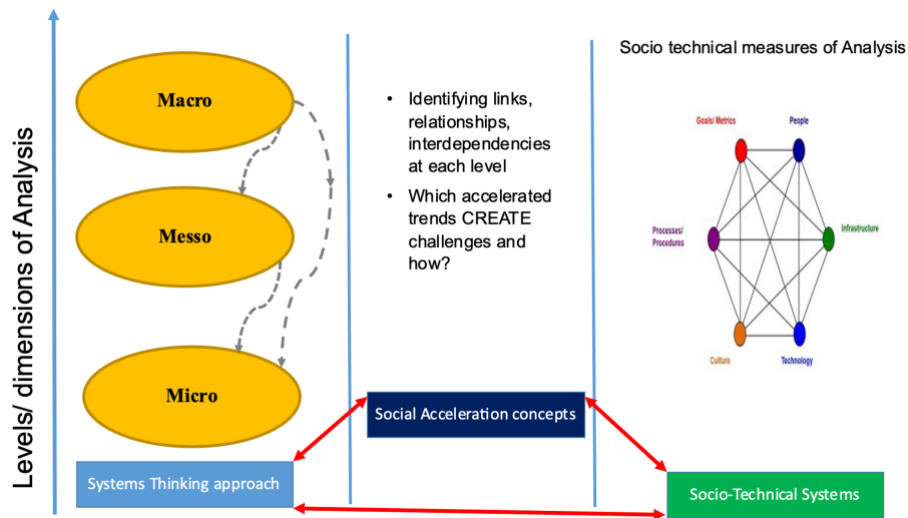 Levels/ dimensions of Analysis
Macro
Messo
Micro
Systems Thinking approach
• Identifying links,
relationships,
interdependencies
at each level
• Which accelerated
trends CREATE
challenges and
how?
Social Acceleration concepts
Socio technical measures of Analysis
Goals/ Metrics
People
Processes/
Procedures
Infrastructure
Culture
Technology
Socio-Technical Systems